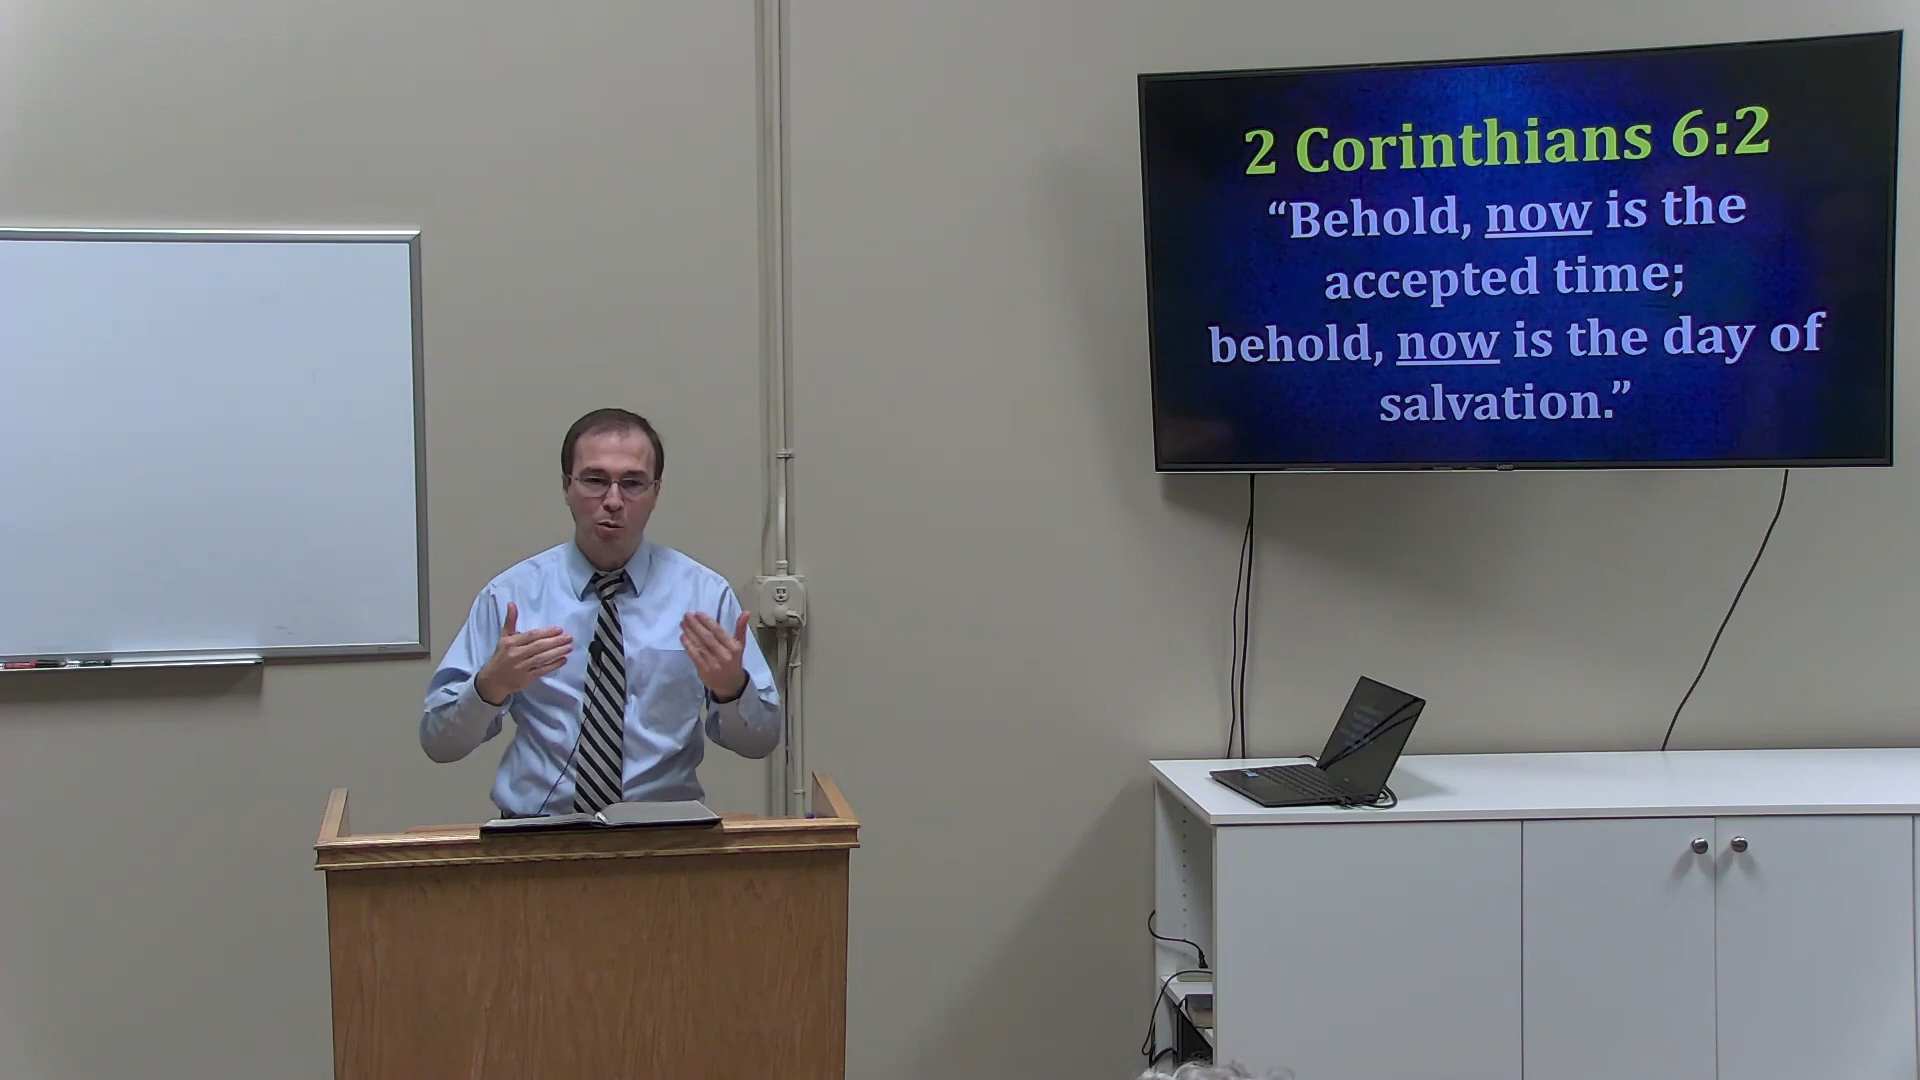 2 Corinthians 6:2
“Behold, now is the
accepted time;
behold, now is the day of
salvation.”